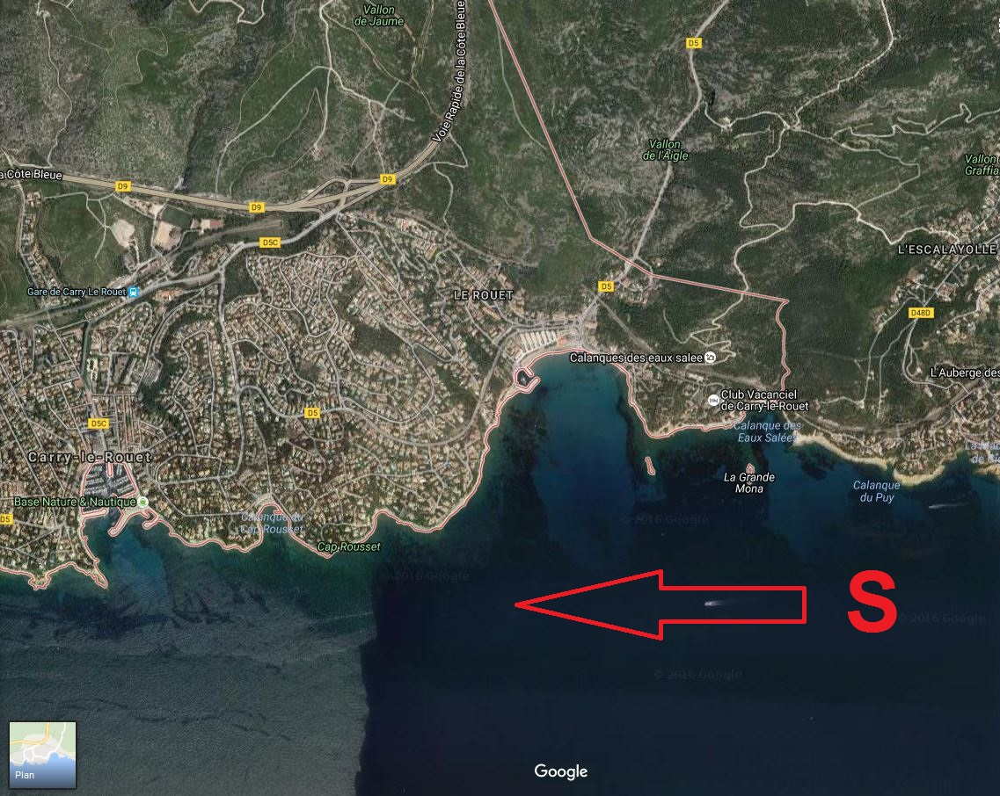 Vallon
de Jaume
Voie Rapide de la Côte Bleue
D5
Vallon
de l'Aigle
Vallon
Graffia
a Côte Bleue
D9
D9
D9
D5C
L'ESCALAYOLLE
Gare de Carry Le Rouet
LE ROUET
D5
D48D
Calanques des eaux salee
L'Auberge des
Club Vacanciel
de Carry-le-Rouet
D5
D5C
Calanque des
Eaux Salées
Carry-le-Rouet
La Grande
Mona
Calanque
du Puy
Base Nature & Nautique
D5
Calanque du
Cap Rousset
Cap Rousset
© 2016 Google
© 2016 Google
S
© 2016 Google
© 2016 Google
2016 Google
Plan
Google